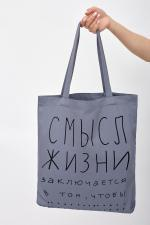 СМЫСЛ
ЖИЗНИ
заключается
в том, чтобы
....................